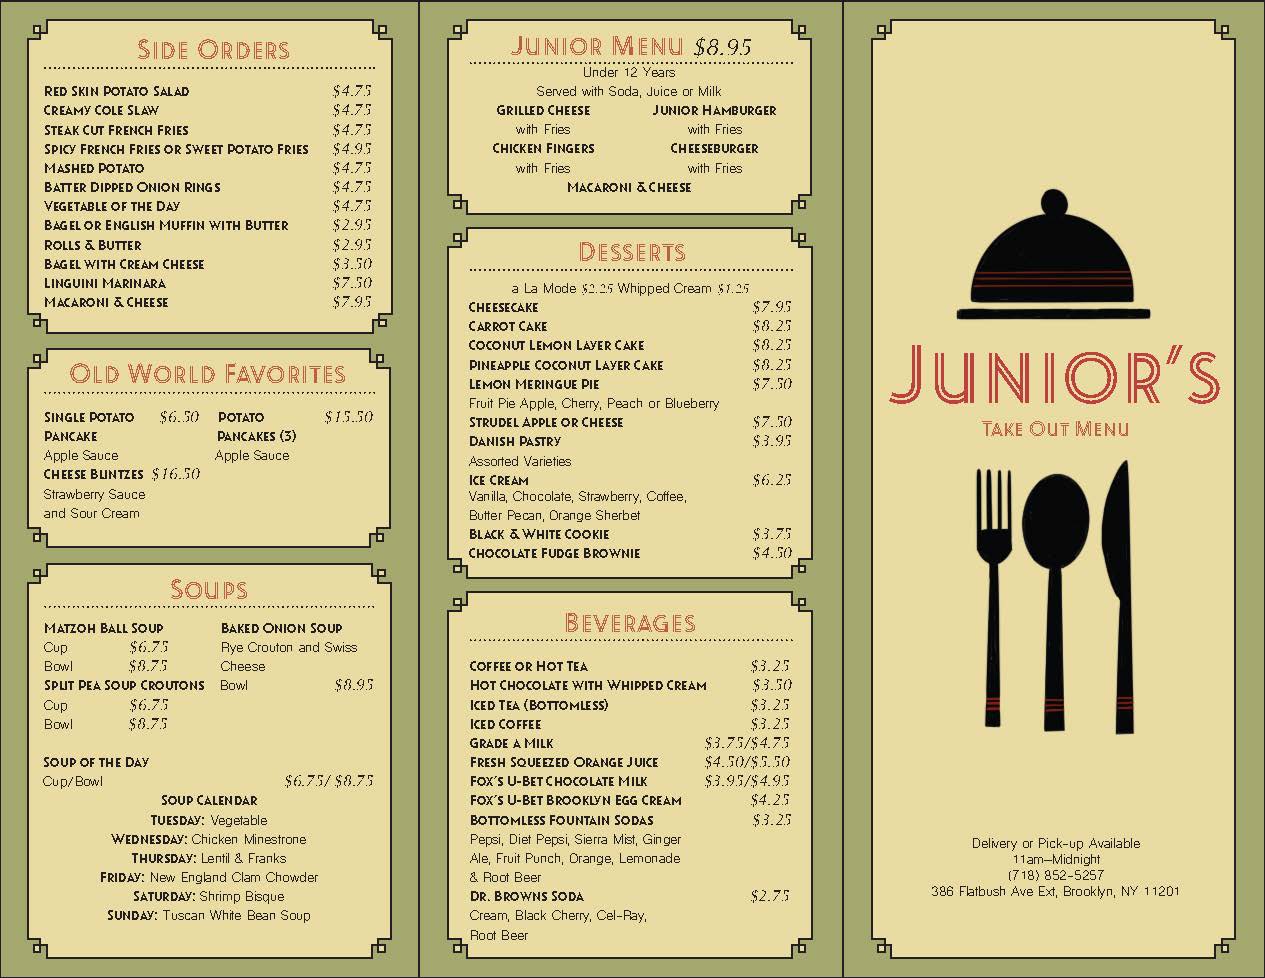 SIDE ORDERS
RED SKIN POTATO SALAD $4.75
CREAMY COLE SLAW $4.75
STEAK CUT FRENCH FRIES $4.75
SPICY FRENCH FRIES OR SWEET POTATO FRIES $4.95
MASHED POTATO $4.75
BATTER DIPPED ONION RINGS $4.75
VEGETABLE OF THE DAY $4.75
BAGEL OR ENGLISH MUFFIN WITH BUTTER $2.95
ROLLS & BUTTER $2.95
BAGEL WITH CREAM CHEESE $3.50
LINGUINI MARINARA $7.50
MACARONI & CHEESE $7.95
OLD WORLD FAVORITES
SINGLE POTATO $6.50 POTATO $15.50
PANCAKE PANCAKES (3)
Apple Sauce Apple Sauce
CHEESE BLINTZES $16.50
Strawberry Sauce
and Sour Cream
SOUPS
MATZOH BALL SOUP BAKED ONION SOUP
Cup $6.75 Rye Crouton and Swiss
Bowl $8.75 Cheese
SPLIT PEA SOUP CROUTONS Bowl $8.95
Cup $6.75
Bowl $8.75
SOUP OF THE DAY
Cup/Bowl $6.75/ $8.75
SOUP CALENDAR
TUESDAY: Vegetable
WEDNESDAY: Chicken Minestrone
THURSDAY: Lentil & Franks
FRIDAY: New England Clam Chowder
SATURDAY: Shrimp Bisque
SUNDAY: Tuscan White Bean Soup
JUNIOR MENU $8.95
Under 12 Years
Served with Soda, Juice or Milk
GRILLED CHEESE JUNIOR HAMBURGER
with Fries with Fries
CHICKEN FINGERS CHEESEBURGER
with Fries with Fries
MACARONI & CHEESE
DESSERTS
a La Mode $2.25 Whipped Cream $1.25
CHEESECAKE $7.95
CARROT CAKE $8.25
COCONUT LEMON LAYER CAKE $8.25
PINEAPPLE COCONUT LAYER CAKE $8.25
LEMON MERINGUE PIE $7.50
Fruit Pie Apple, Cherry, Peach or Blueberry
STRUDEL APPLE OR CHEESE $7.50
DANISH PASTRY $3.95
Assorted Varieties
ICE CREAM $6.25
Vanilla, Chocolate, Strawberry, Coffee,
Butter Pecan, Orange Sherbet
BLACK & WHITE COOKIE $3.75
CHOCOLATE FUDGE BROWNIE $4.50
BEVERAGES
COFFEE OR HOT TEA $3.25
HOT CHOCOLATE WITH WHIPPED CREAM $3.50
ICED TEA (BOTTOMLESS) $3.25
ICED COFFEE $3.25
GRADE A MILK $3.75/$4.75
FRESH SQUEEZED ORANGE JUICE $4.50/$5.50
FOX'S U-BET CHOCOLATE MILK $3.95/$4.95
FOX'S U-BET BROOKLYN EGG CREAM $4.25
BOTTOMLESS FOUNTAIN SODAS $3.25
Pepsi, Diet Pepsi, Sierra Mist, Ginger
Ale, Fruit Punch, Orange, Lemonade
& Root Beer
DR. BROWNS SODA $2.75
Cream, Black Cherry, Cel-Ray,
Root Beer
JUNIOR'S
TAKE OUT MENU
Delivery or Pick-up Available
11am–Midnight
(718) 852-5257
386 Flatbush Ave Ext, Brooklyn, NY 11201